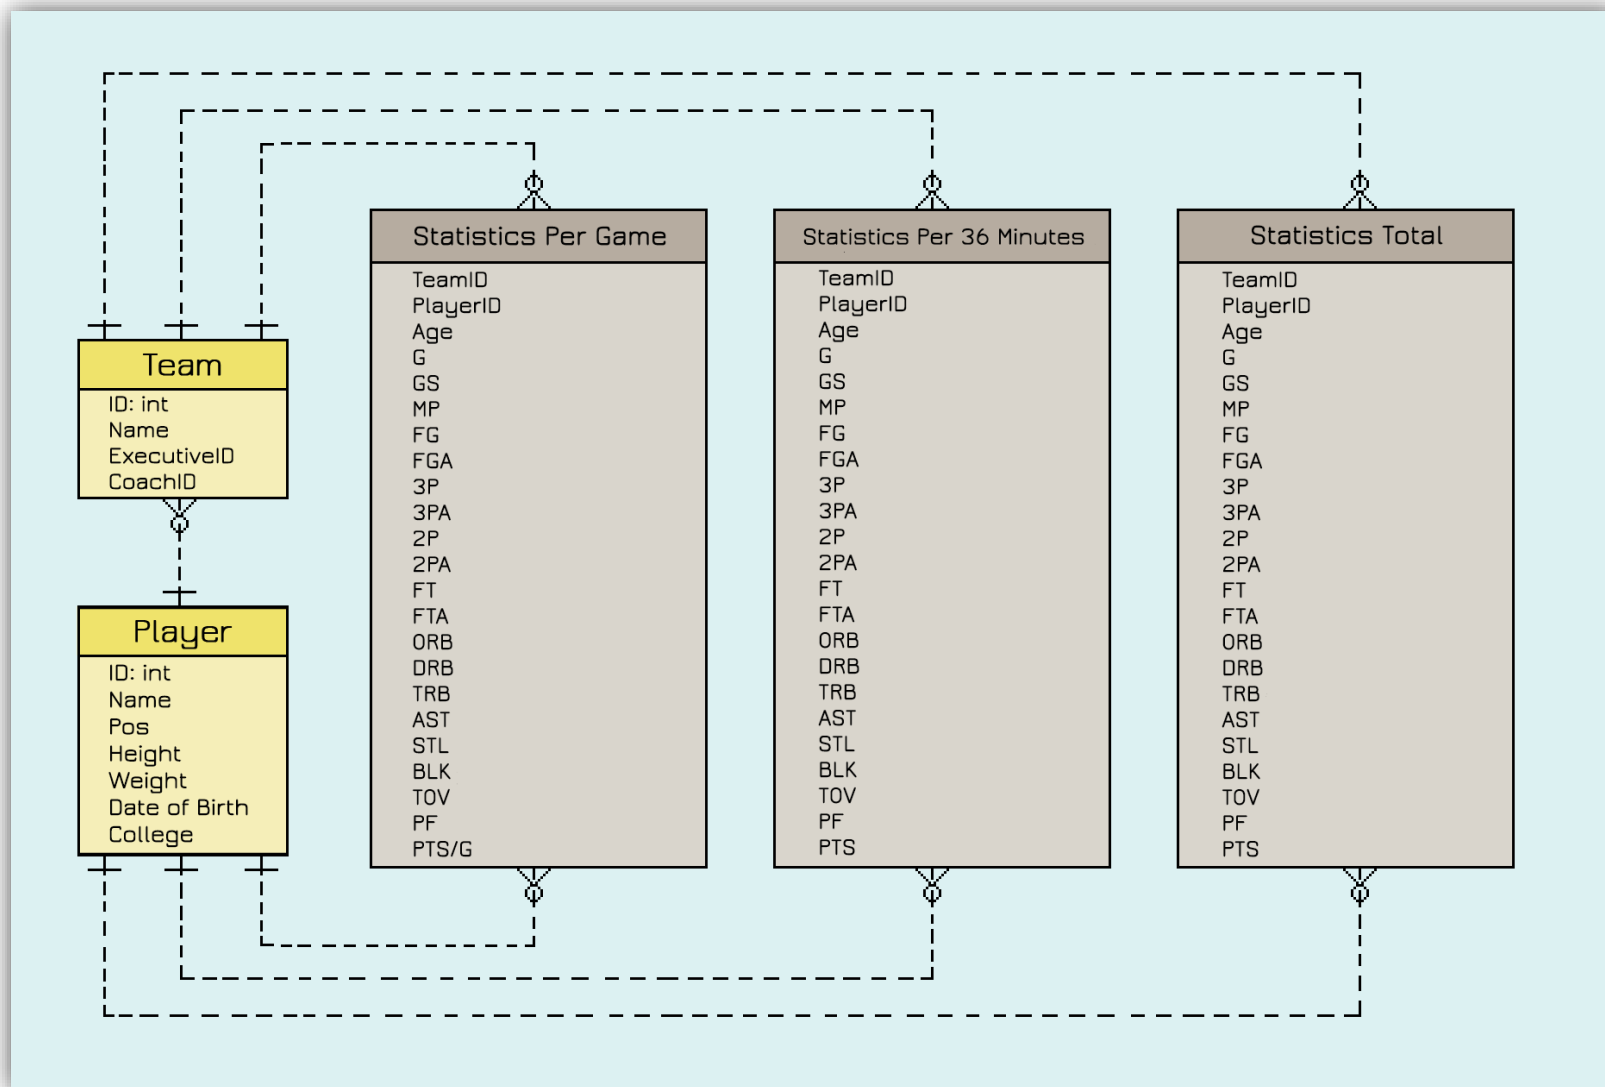 Team
ID: int
Name
ExecutiveID
CoachID
Player
ID: int
Name
Pos
Height
Weight
Date of Birth
College
Statistics Per Game
TeamID
PlayerID
Age
G
GS
MP
FG
FGA
3P
3PA
2P
2PA
FT
FTA
ORB
DRB
TRB
AST
STL
BLK
TOV
PF
PTS/G
Statistics Per 36 Minutes
TeamID
PlayerID
Age
G
GS
MP
FG
FGA
3P
3PA
2P
2PA
FT
FTA
ORB
DRB
TRB
AST
STL
BLK
TOV
PF
PTS
Statistics Total
TeamID
PlayerID
Age
G
GS
MP
FG
FGA
3P
3PA
2P
2PA
FT
FTA
ORB
DRB
TRB
AST
STL
BLK
TOV
PF
PTS